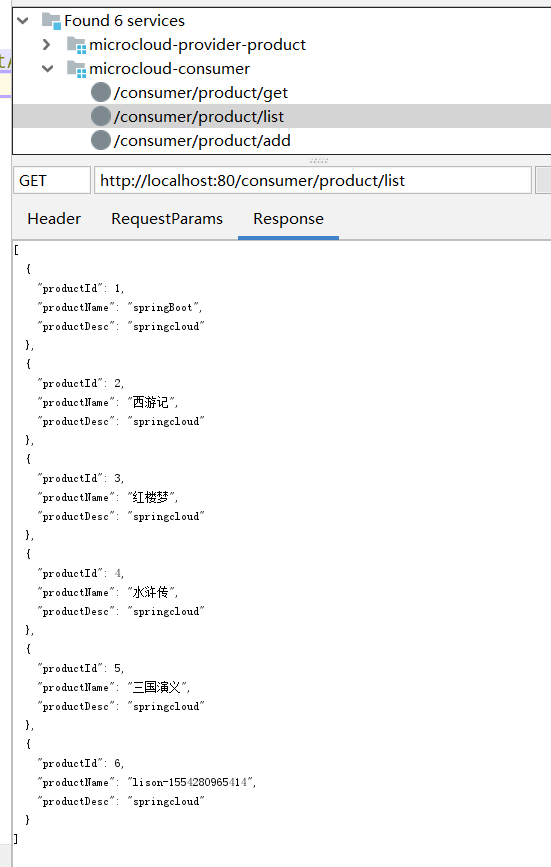 Found 6 services
microcloud-provider-product
microcloud-consumer
/consumer/product/get
/consumer/product/list
/consumer/product/add
GET http://localhost:80/consumer/product/list
Header RequestParams Response
[
{
"productId": 1,
"productName": "springBoot",
"productDesc": "springcloud"
},
{
"productId": 2,
"productName": "西游记",
"productDesc": "springcloud"
},
{
"productId": 3,
"productName": "红楼梦",
"productDesc": "springcloud"
},
{
"productId": 4,
"productName": "水浒传",
"productDesc": "springcloud"
},
{
"productId": 5,
"productName": "三国演义",
"productDesc": "springcloud"
},
{
"productId": 6,
"productName": "lison-1554280965414",
"productDesc": "springcloud"
}
]